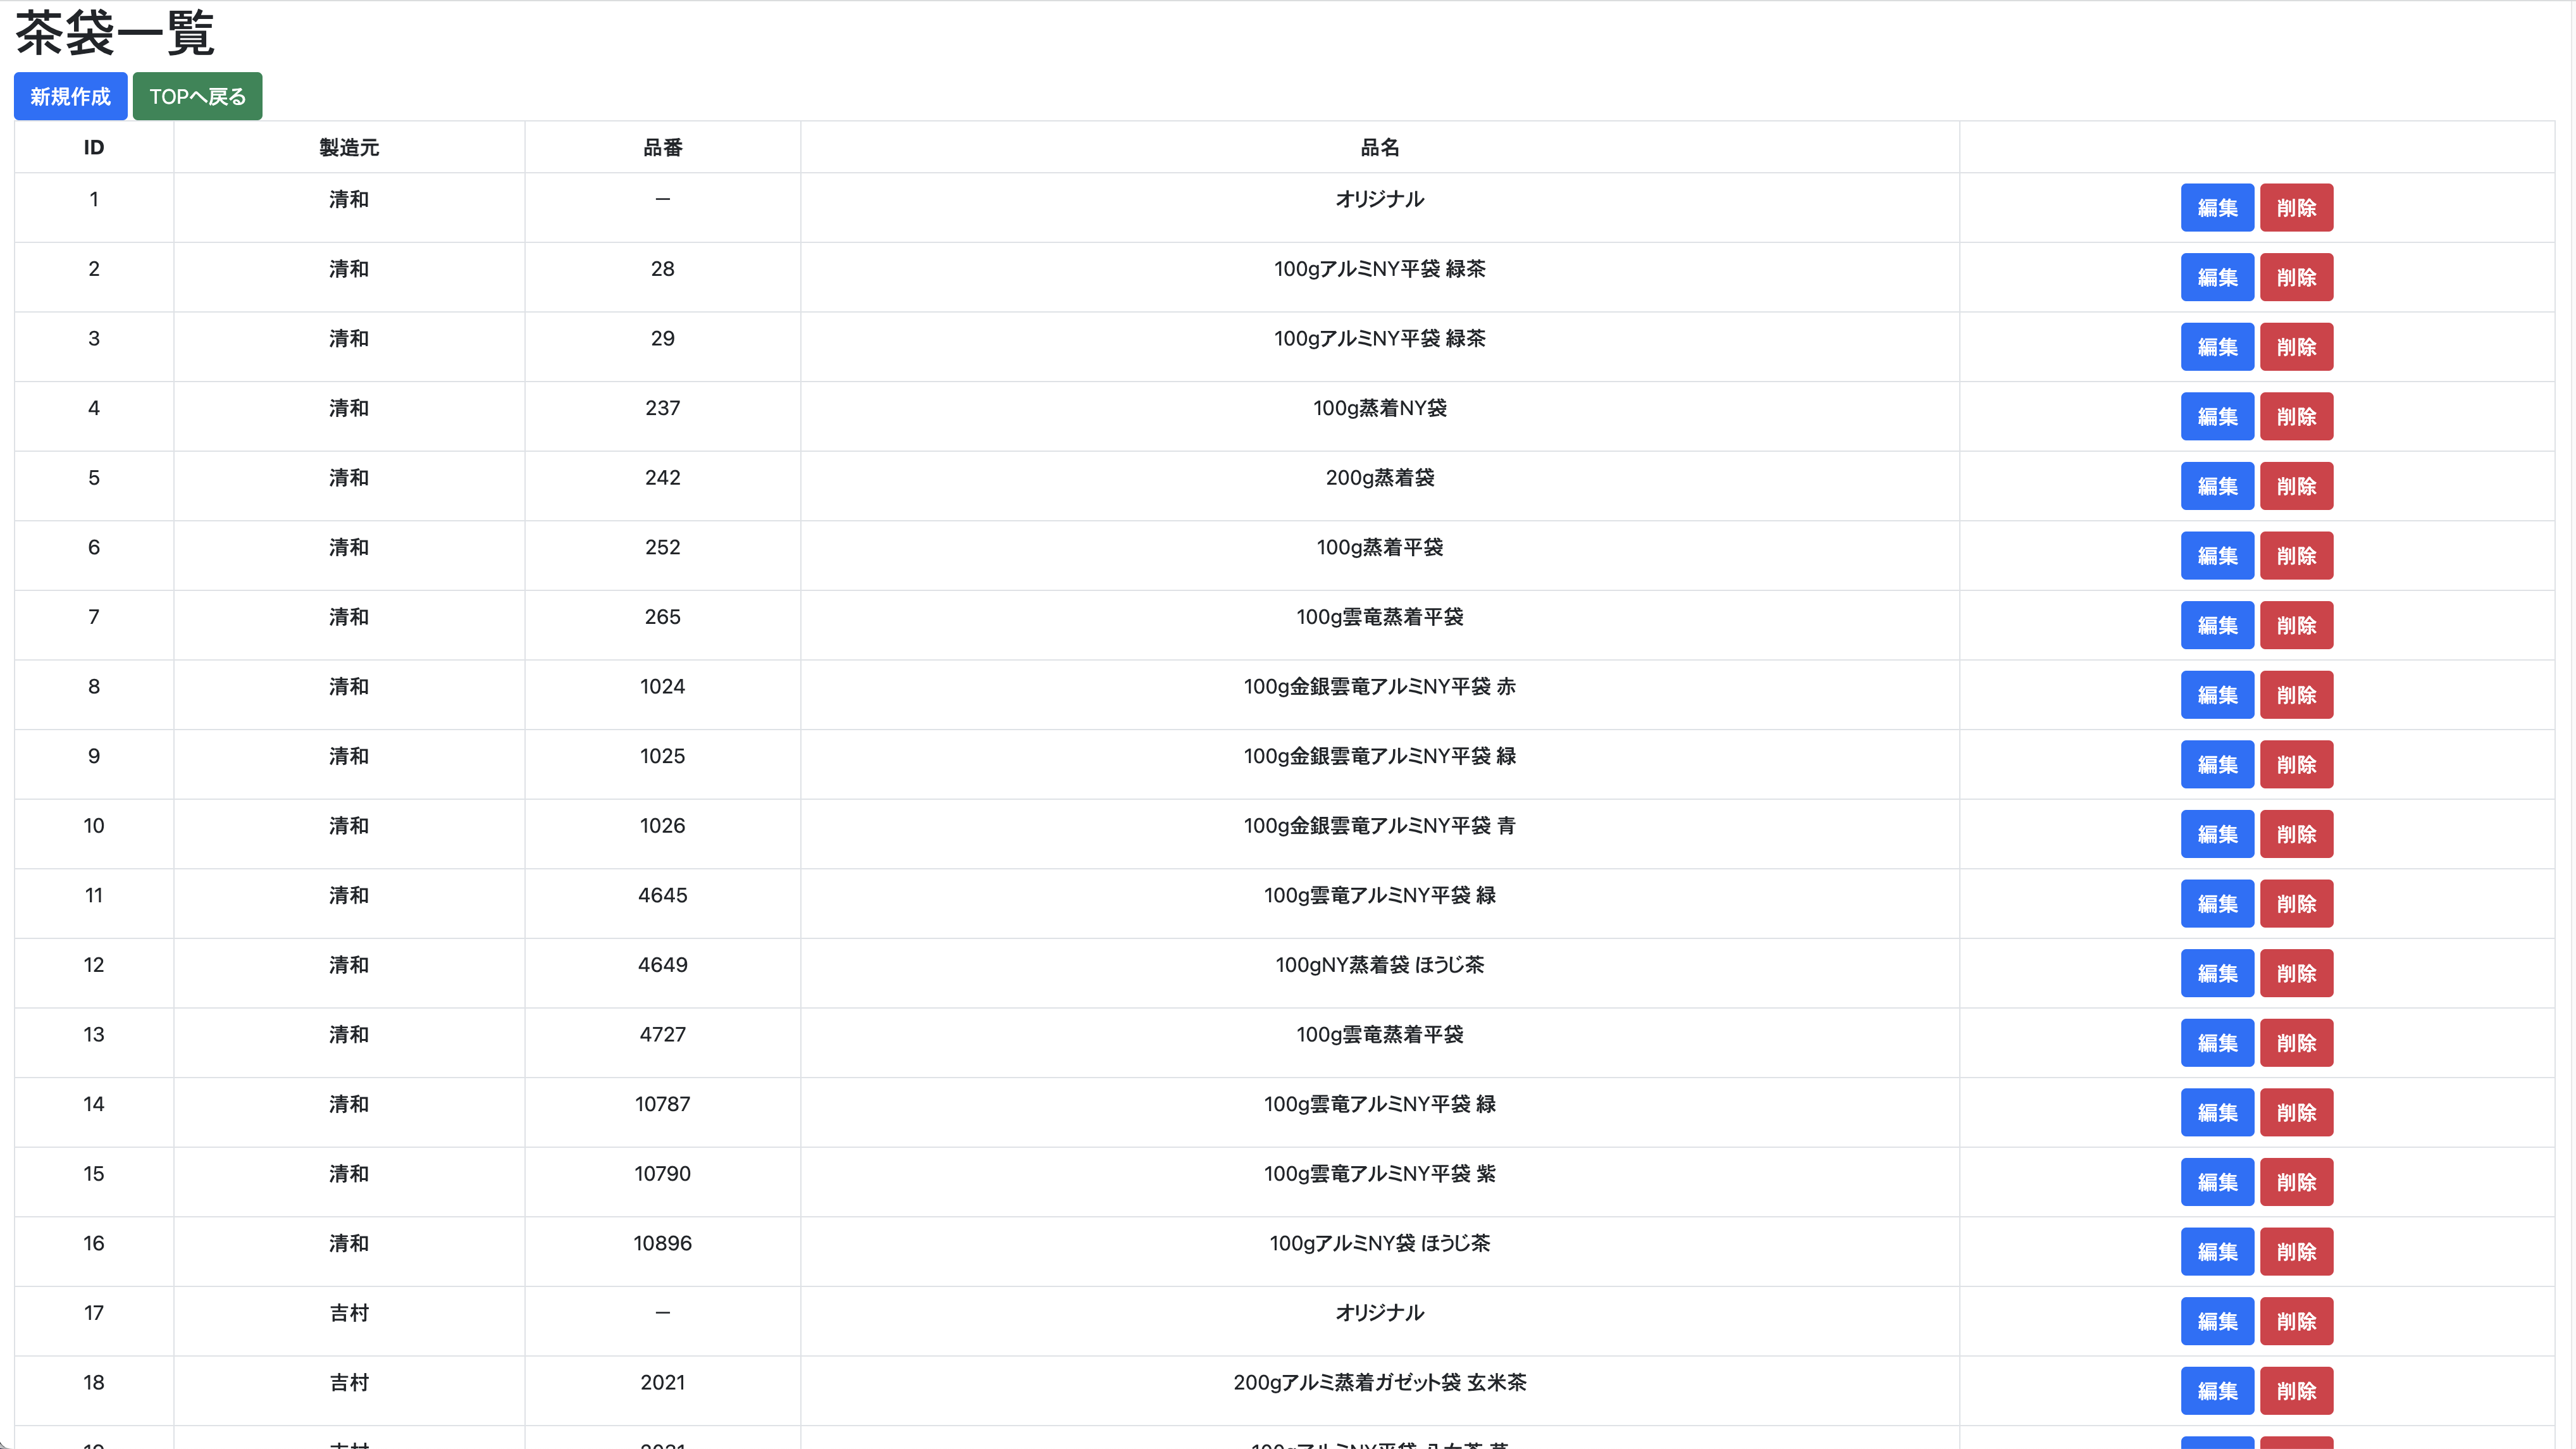 茶袋一覧
新規作成 TOPへ戻る
ID 製造元 品番 品名
1 清和 ー オリジナル 編集 削除
2 清和 28 100gアルミNY平袋 緑茶 編集 削除
3 清和 29 100gアルミNY平袋 緑茶 編集 削除
4 清和 237 100g蒸着NY袋 編集 削除
5 清和 242 200g蒸着袋 編集 削除
6 清和 252 100g蒸着平袋 編集 削除
7 清和 265 100g雲竜蒸着平袋 編集 削除
8 清和 1024 100g金銀雲竜アルミNY平袋 赤 編集 削除
9 清和 1025 100g金銀雲竜アルミNY平袋 緑 編集 削除
10 清和 1026 100g金銀雲竜アルミNY平袋 青 編集 削除
11 清和 4645 100g雲竜アルミNY平袋 緑 編集 削除
12 清和 4649 100gNY蒸着袋 ほうじ茶 編集 削除
13 清和 4727 100g雲竜蒸着平袋 編集 削除
14 清和 10787 100g雲竜アルミNY平袋 緑 編集 削除
15 清和 10790 100g雲竜アルミNY平袋 紫 編集 削除
16 清和 10896 100gアルミNY袋 ほうじ茶 編集 削除
17 吉村 ー オリジナル 編集 削除
18 吉村 2021 200gアルミ蒸着ガゼット袋 玄米茶 編集 削除